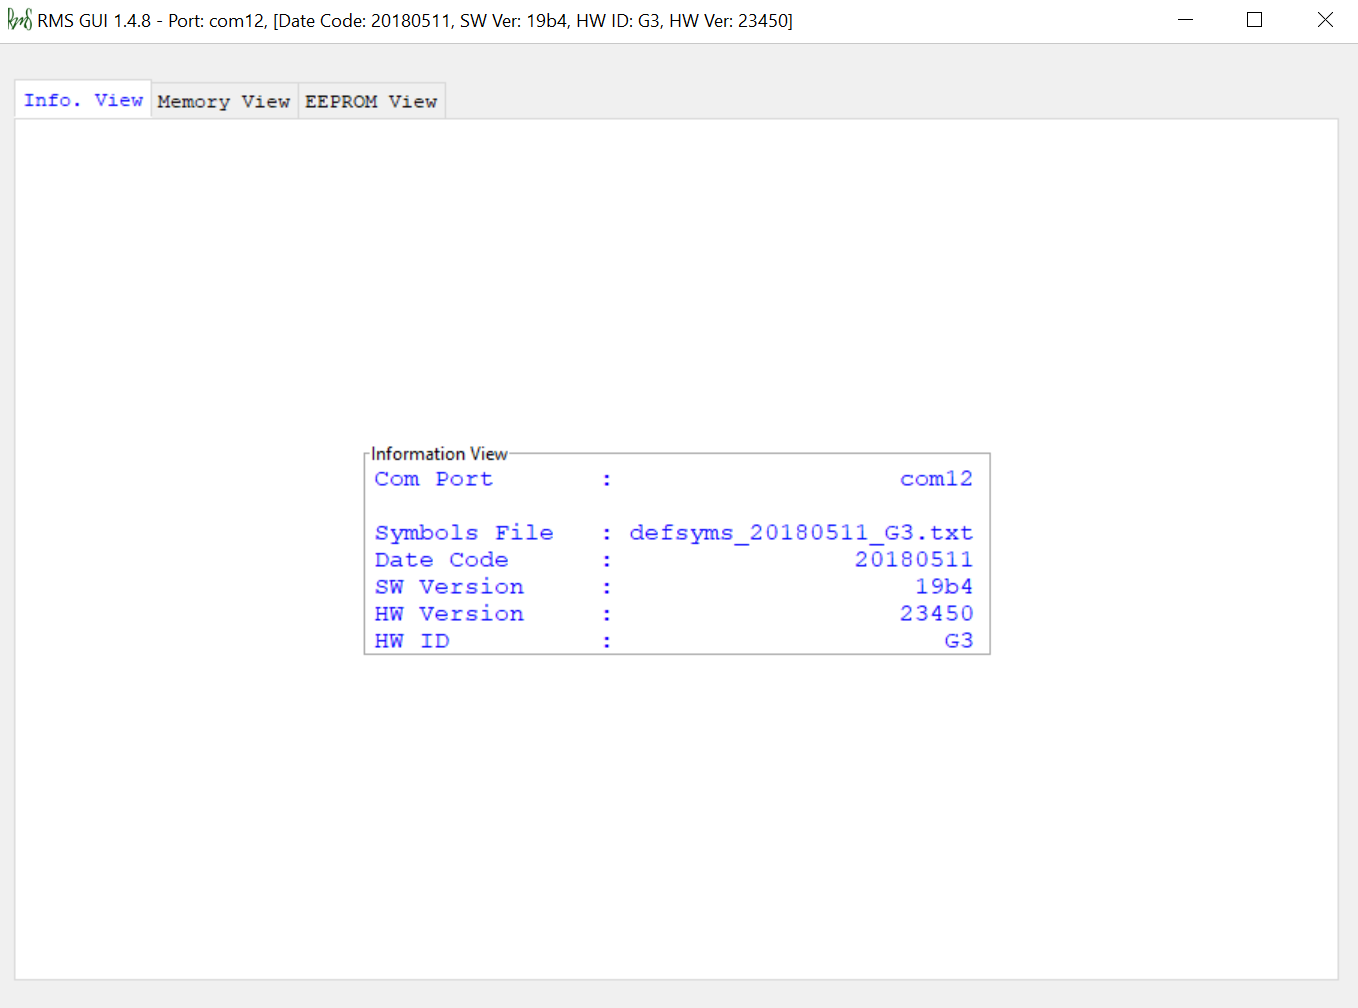 RMS GUI 1.4.8 - Port: com12, [Date Code: 20180511, SW Ver: 19b4, HW ID: G3, HW Ver: 23450]
Info. View Memory View EEPROM View
Information View
Com Port : com12
Symbols File : defsyms_20180511_G3.txt
Date Code : 20180511
SW Version : 19b4
HW Version : 23450
HW ID : G3